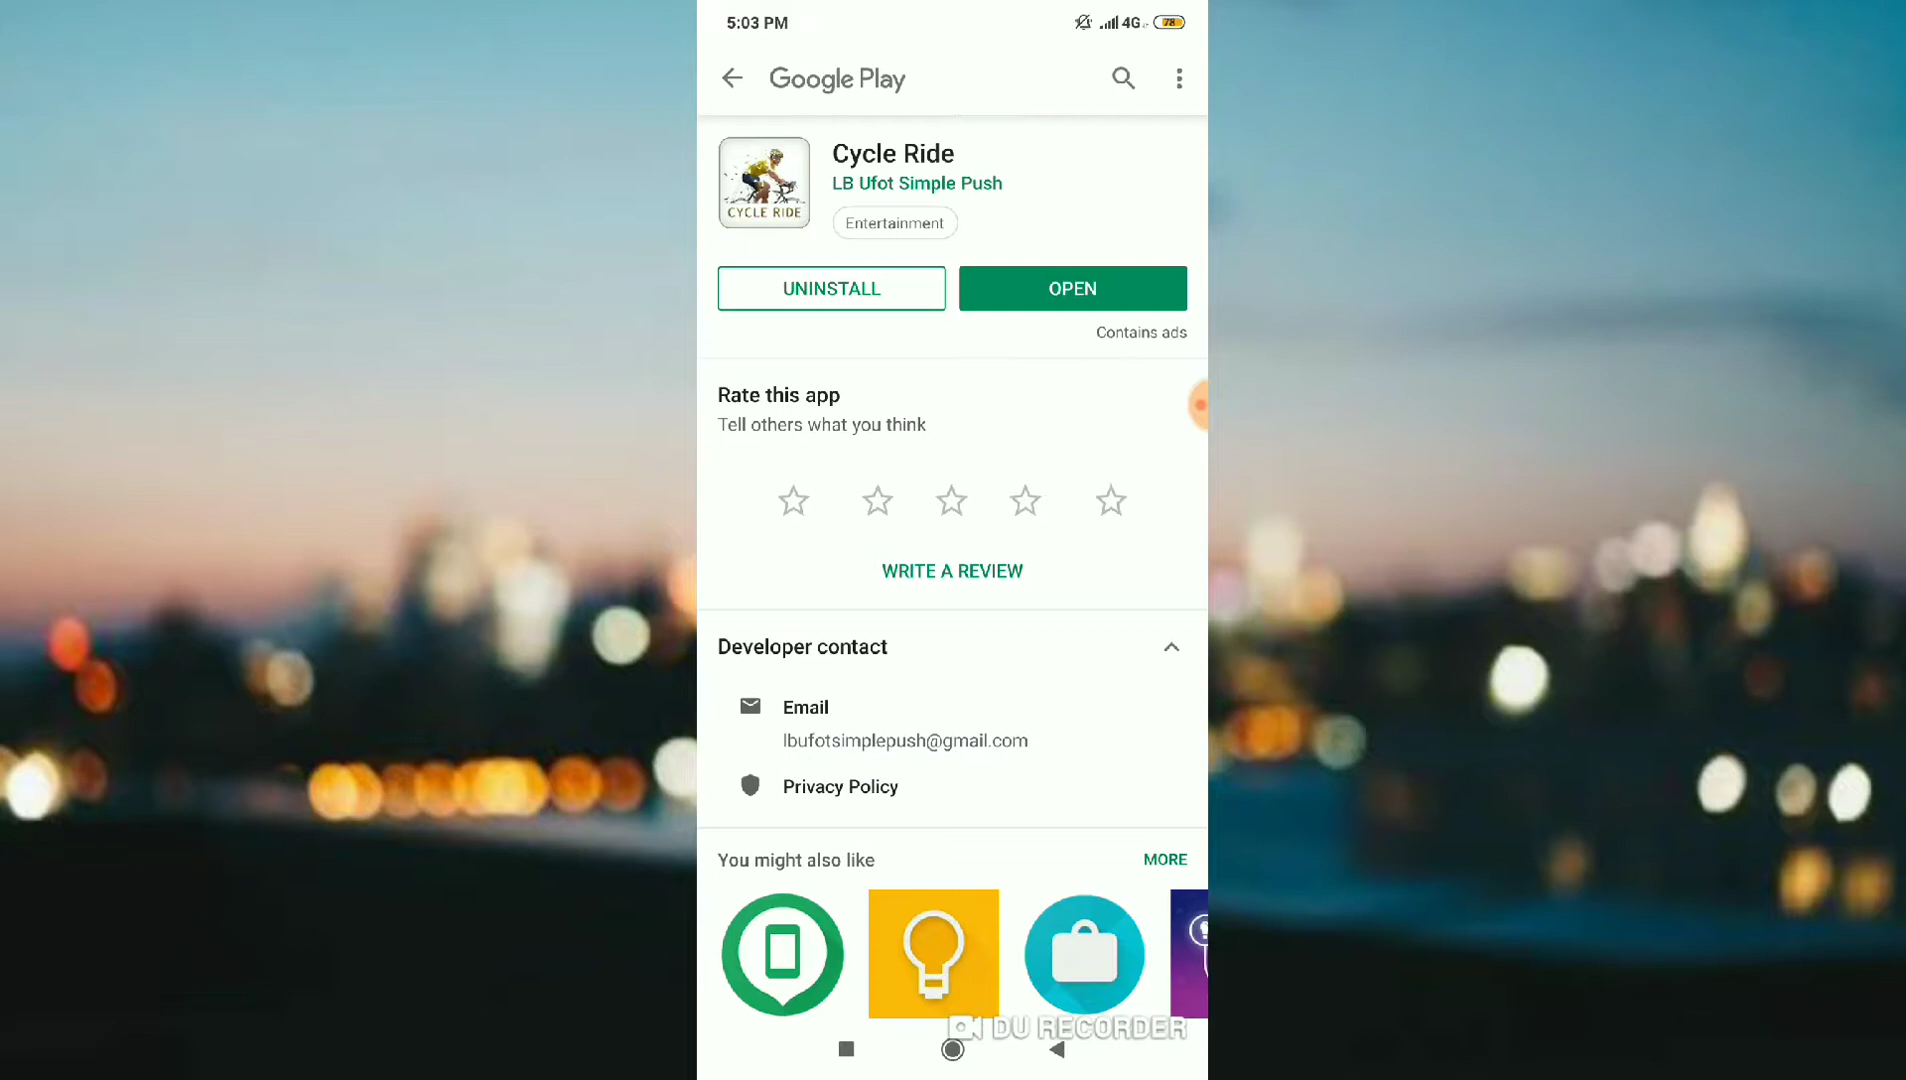 5:03 PM
4G
78
Google Play
Cycle Ride
LB Ufot Simple Push
CYCLE RIDE
Entertainment
UNINSTALL
OPEN
Contains ads
Rate this app
Tell others what you think
WRITE A REVIEW
Developer contact
Email
lbufotsimplepush@gmail.com
Privacy Policy
You might also like
MORE
DU RECORDER